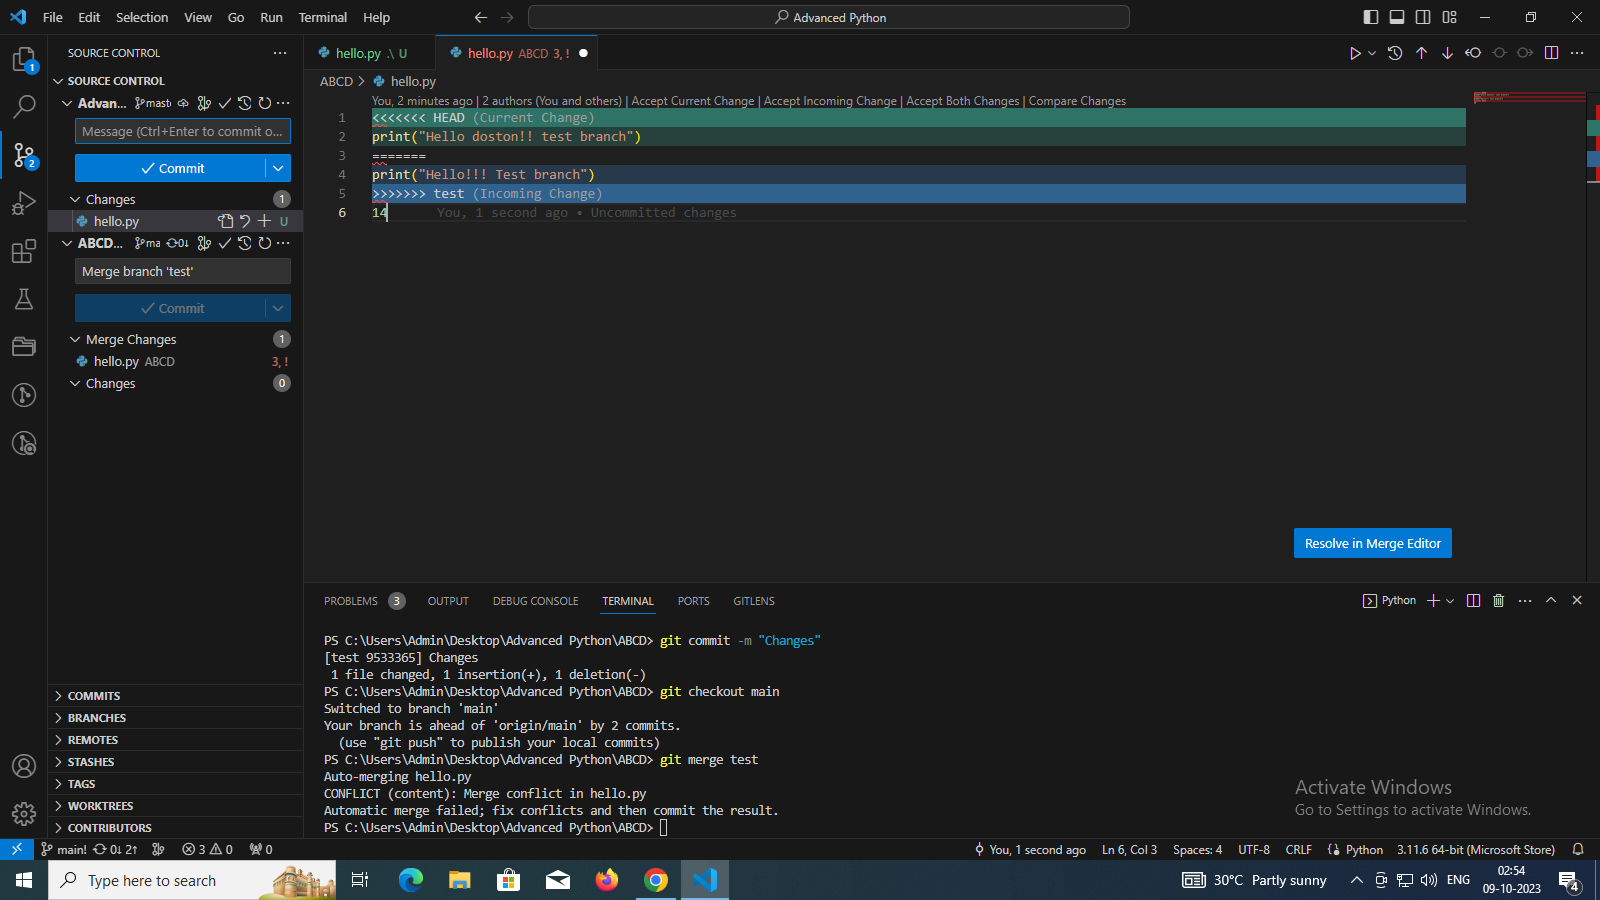 File Edit Selection View Go Run Terminal Help
Advanced Python
SOURCE CONTROL
1
hello.py .\ U
hello.py ABCD 3, !
SOURCE CONTROL
ABCD > hello.py
Advan... maste
You, 2 minutes ago | 2 authors (You and others) | Accept Current Change | Accept Incoming Change | Accept Both Changes | Compare Changes
Message (Ctrl+Enter to commit o...
1 <<<<<<< HEAD (Current Change)
2 print("Hello doston!! test branch")
3 =======
4 print("Hello!!! Test branch")
5 >>>>>>> test (Incoming Change)
6 14 You, 1 second ago • Uncommitted changes
2
Commit
Changes 1
hello.py U
ABCD... ma 0↓
Merge branch 'test'
Commit
Merge Changes 1
hello.py ABCD 3, !
Changes 0
Resolve in Merge Editor
PROBLEMS 3 OUTPUT DEBUG CONSOLE TERMINAL PORTS GITLENS
Python
PS C:\Users\Admin\Desktop\Advanced Python\ABCD> git commit -m "Changes"
[test 9533365] Changes
1 file changed, 1 insertion(+), 1 deletion(-)
PS C:\Users\Admin\Desktop\Advanced Python\ABCD> git checkout main
Switched to branch 'main'
Your branch is ahead of 'origin/main' by 2 commits.
(use "git push" to publish your local commits)
PS C:\Users\Admin\Desktop\Advanced Python\ABCD> git merge test
Auto-merging hello.py
CONFLICT (content): Merge conflict in hello.py
Automatic merge failed; fix conflicts and then commit the result.
PS C:\Users\Admin\Desktop\Advanced Python\ABCD>
COMMITS
BRANCHES
REMOTES
STASHES
TAGS
WORKTREES
CONTRIBUTORS
Activate Windows
Go to Settings to activate Windows.
main! 0↓ 2↑ 3 0 0
You, 1 second ago Ln 6, Col 3 Spaces: 4 UTF-8 CRLF Python 3.11.6 64-bit (Microsoft Store)
Type here to search
30°C Partly sunny
ENG
02:54
09-10-2023
4